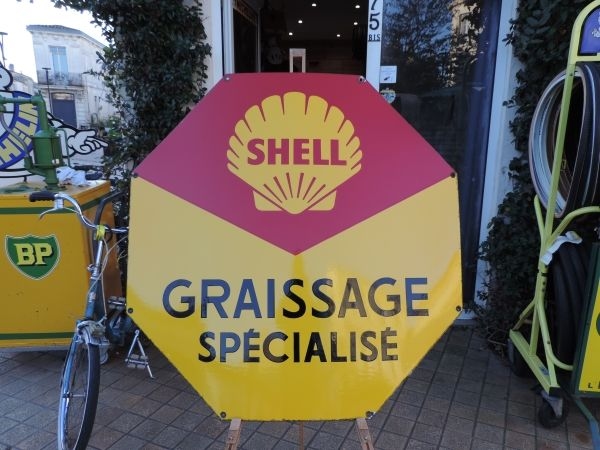 75
BIS
SHELL
BP
GRAISSAGE
SPÉCIALISÉ